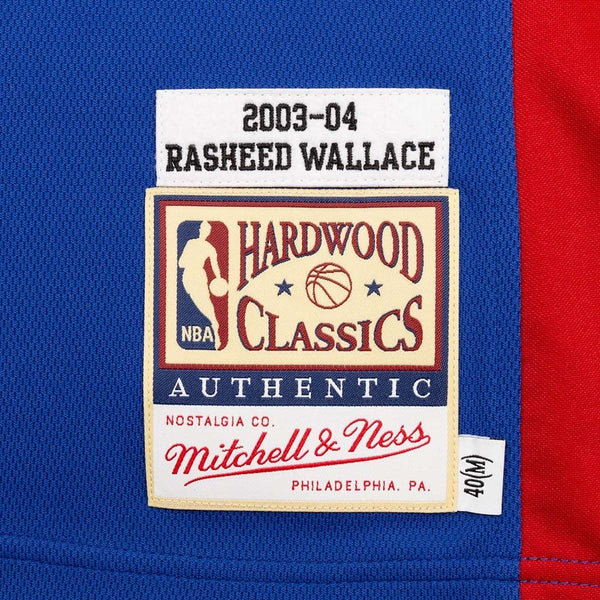 2003-04
RASHEED WALLACE
HARDWOOD
CLASSICS
NBA
AUTHENTIC
NOSTALGIA CO.
Mitchell & Ness
PHILADELPHIA. PA.
40(M)